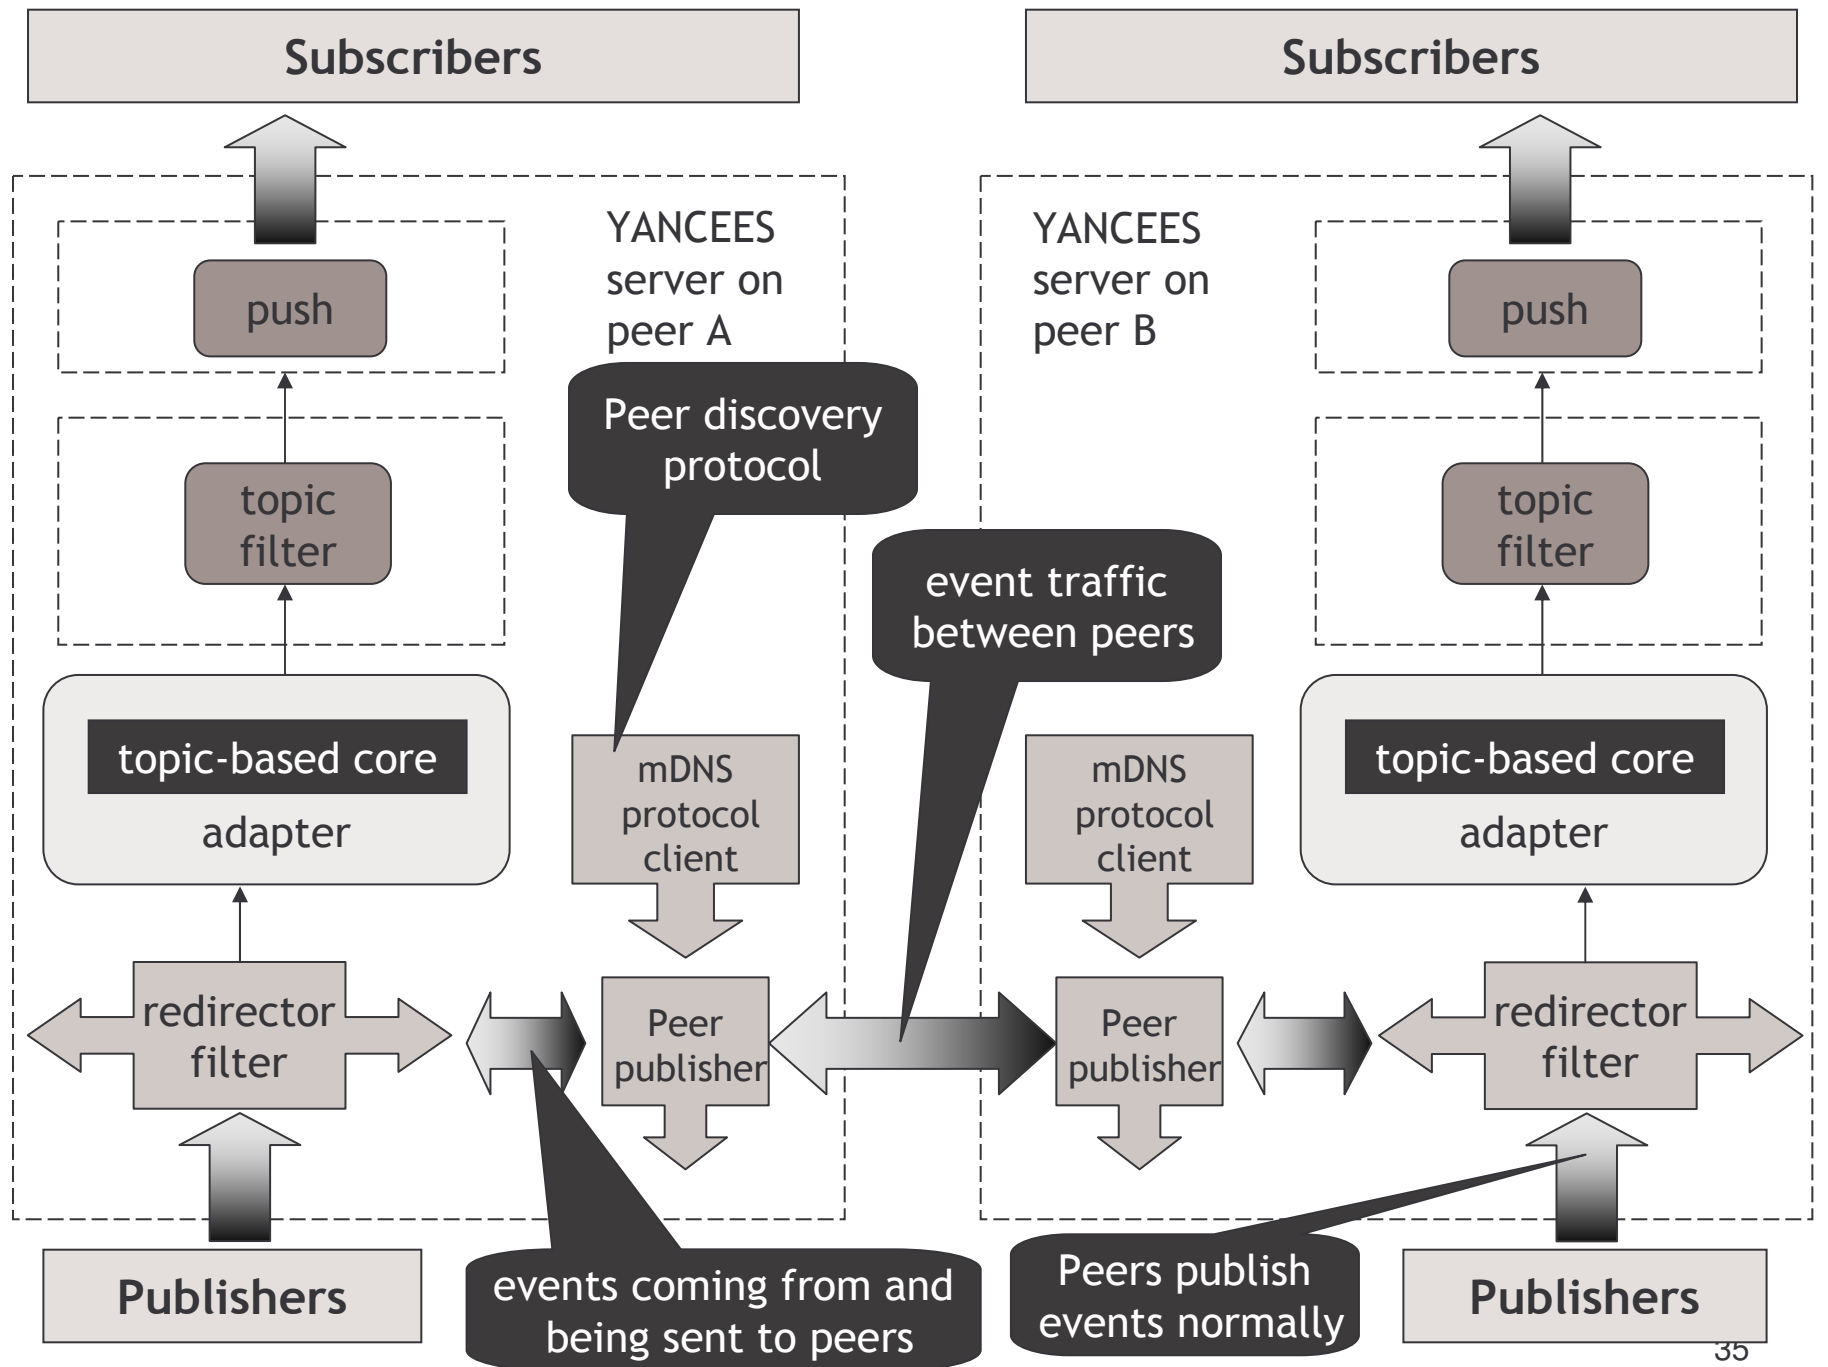 Subscribers
Subscribers
YANCEES
server on
peer A
YANCEES
server on
peer B
push
push
Peer discovery
protocol
topic
filter
topic
filter
event traffic
between peers
topic-based core
adapter
mDNS
protocol
client
mDNS
protocol
client
topic-based core
adapter
redirector
filter
Peer
publisher
Peer
publisher
redirector
filter
Publishers
events coming from and
being sent to peers
Peers publish
events normally
Publishers
35